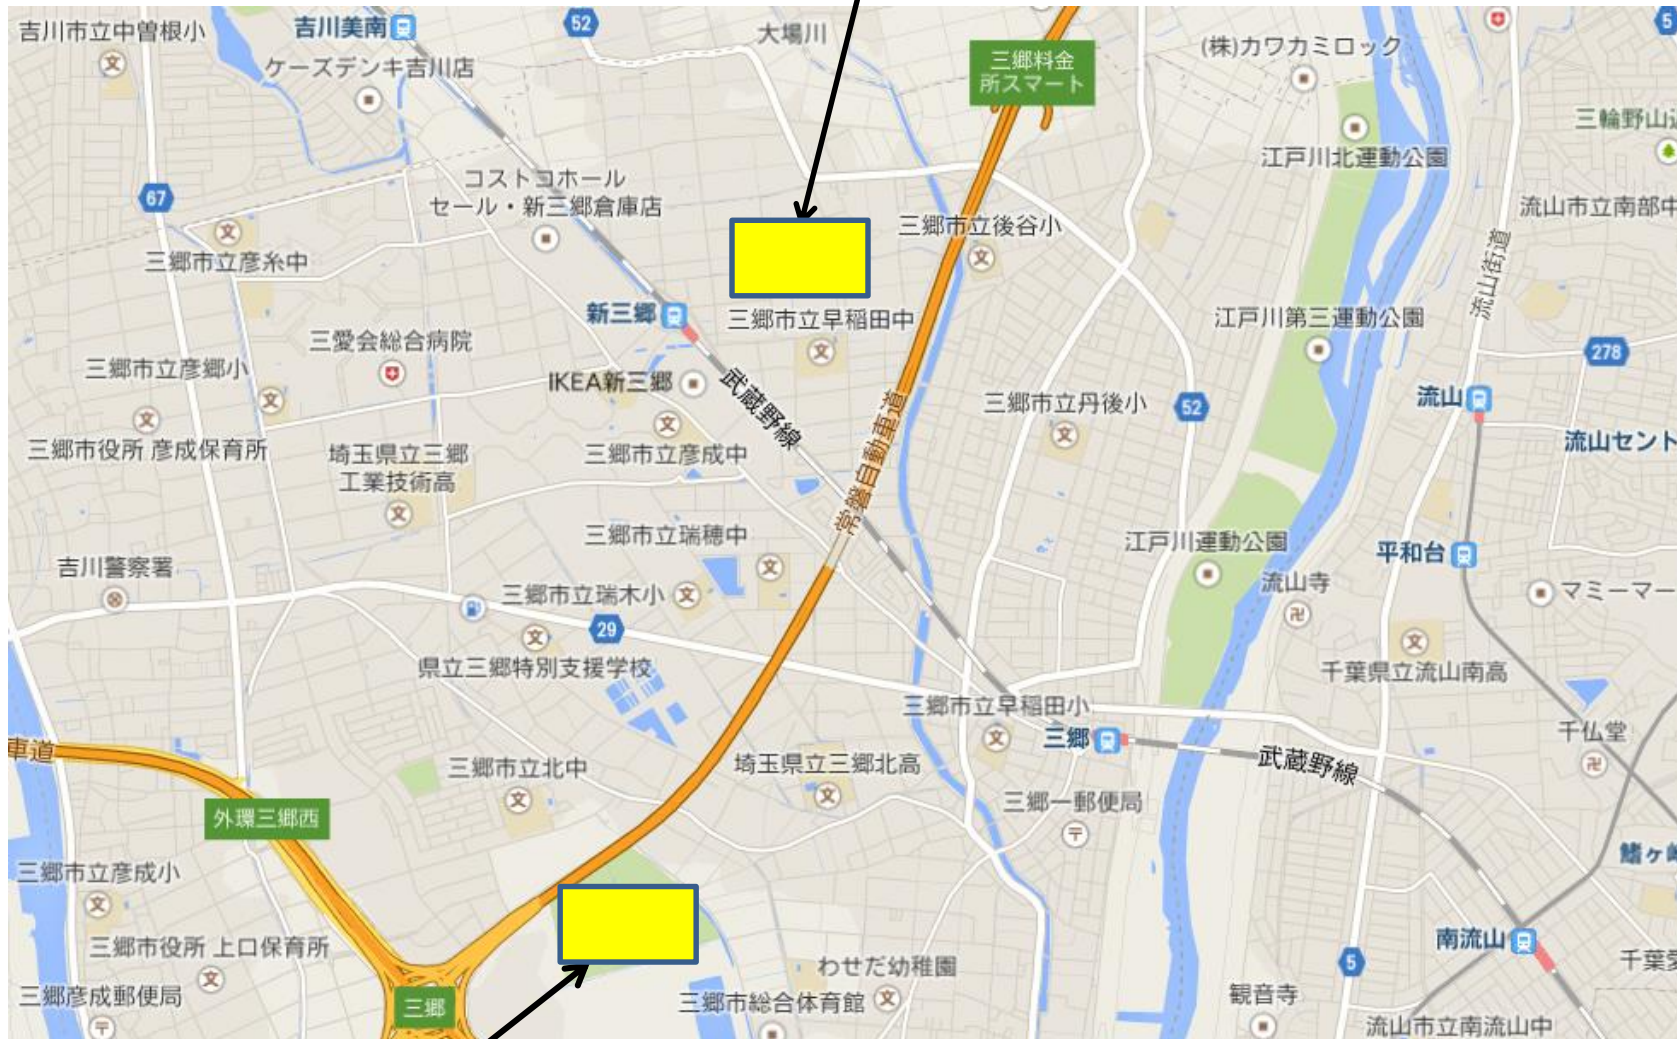 吉川市立中曽根小
吉川美南
52
大場川
三郷料金
所スマート
(株)カワカミロック
5
ケーズデンキ吉川店
三輪野山
江戸川北運動公園
コストコホール
セール・新三郷倉庫店
67
三郷市立後谷小
流山市立南部中
三郷市立彦糸中
流山街道
新三郷
三郷市立早稲田中
江戸川第三運動公園
三愛会総合病院
278
三郷市立彦郷小
IKEA新三郷
武蔵野線
常磐自動車道
三郷市立丹後小
52
流山
三郷市役所 彦成保育所
埼玉県立三郷
工業技術高
三郷市立彦成中
流山セント
三郷市立瑞穂中
江戸川運動公園
平和台
吉川警察署
三郷市立瑞木小
流山寺
マミーマー
29
県立三郷特別支援学校
千葉県立流山南高
三郷市立早稲田小
千仏堂
車道
三郷
武蔵野線
三郷市立北中
埼玉県立三郷北高
外環三郷西
三郷一郵便局
鰭ヶ崎
三郷市立彦成小
三郷市役所 上口保育所
南流山
わせだ幼稚園
5
千葉
三郷彦成郵便局
三郷
三郷市総合体育館
観音寺
流山市立南流山中